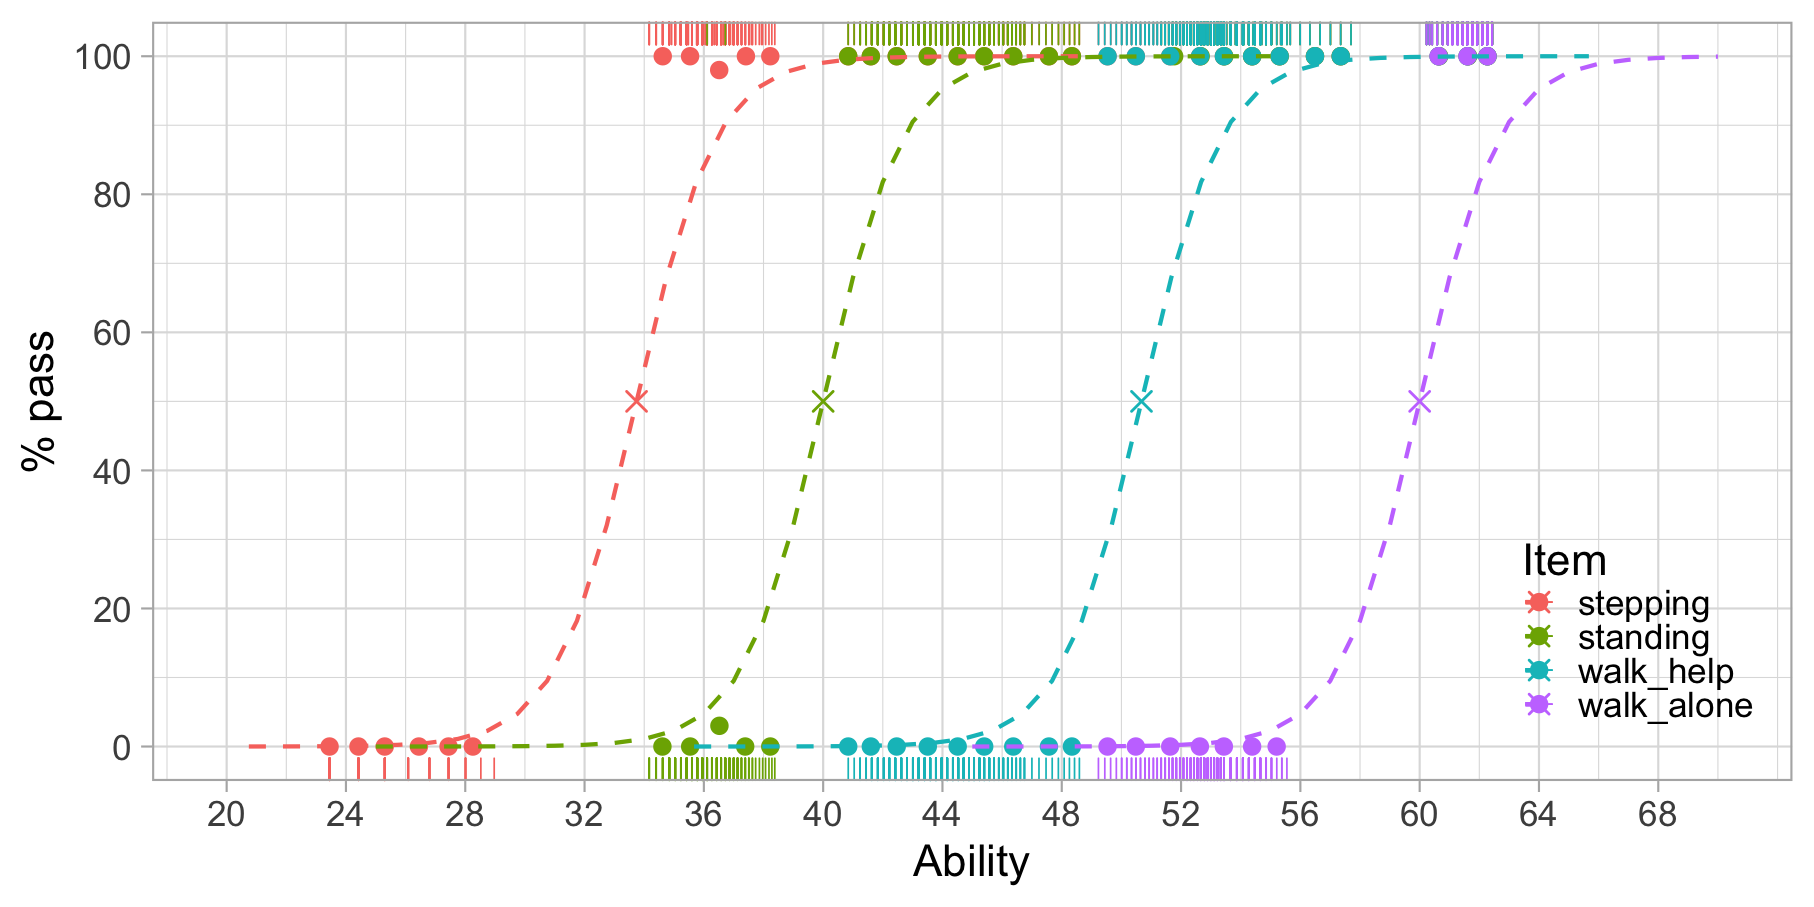 100
80
60
40
20
0
% pass
20 24 28 32 36 40 44 48 52 56 60 64 68
Ability
Item
stepping
standing
walk_help
walk_alone